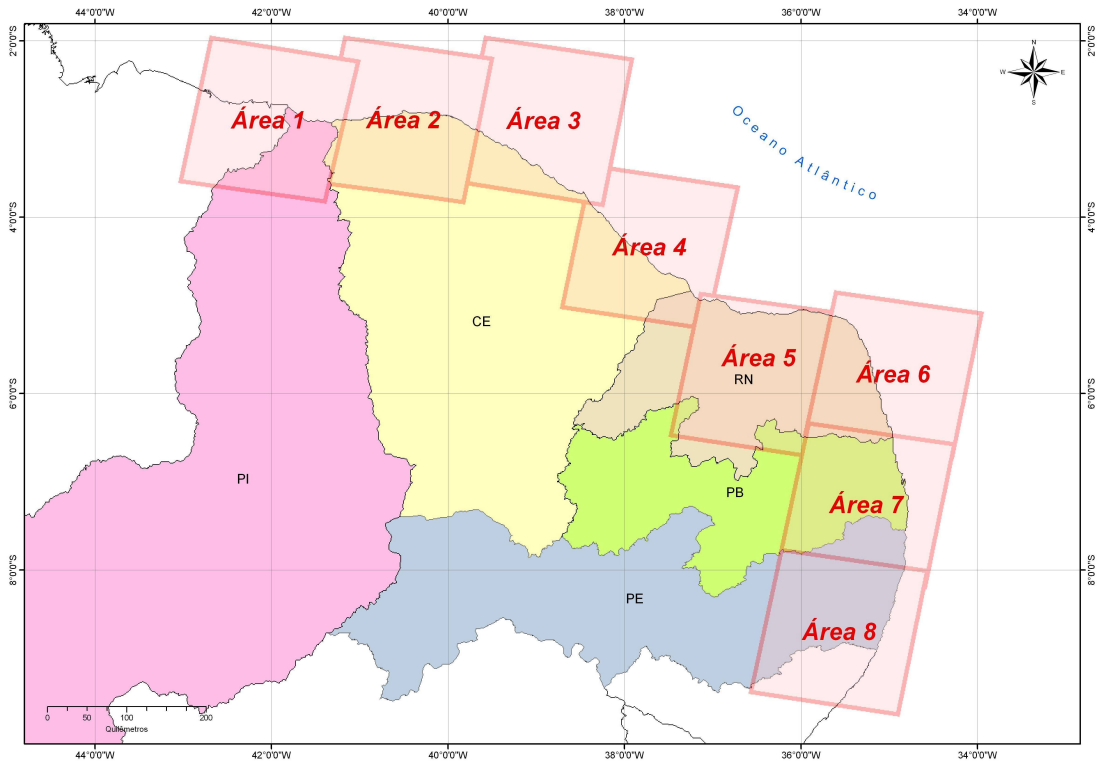 44°0'0"W 42°0'0"W 40°0'0"W 38°0'0"W 36°0'0"W 34°0'0"W
2°0'0"S
2°0'0"S
N
W E
S
Área 1
Área 2
Área 3
Oceano Atlântico
4°0'0"S
4°0'0"S
Área 4
CE
Área 5
RN
Área 6
6°0'0"S
6°0'0"S
PI
PB
Área 7
8°0'0"S
8°0'0"S
PE
Área 8
0 50 100 200
Quilômetros
44°0'0"W 42°0'0"W 40°0'0"W 38°0'0"W 36°0'0"W 34°0'0"W